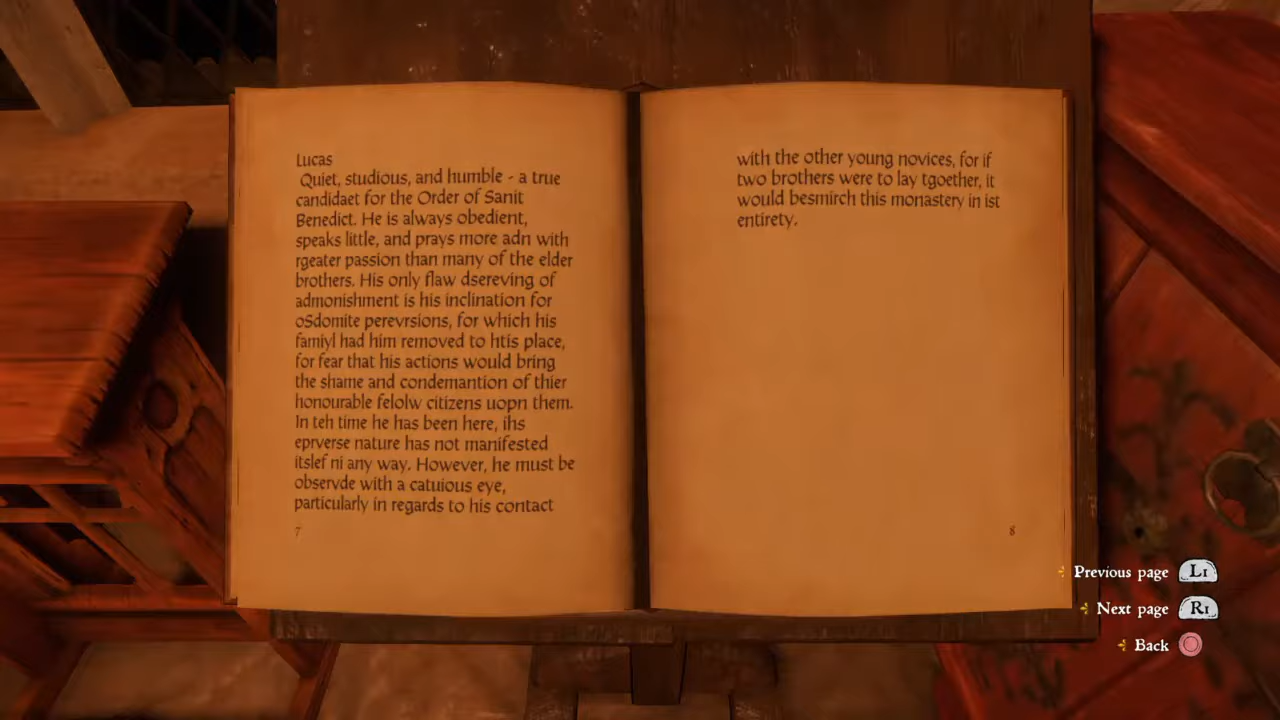 Lucas
Quiet, studious, and humble - a true
candidaet for the Order of Sanit
Benedict. He is always obedient,
speaks little, and prays more adn with
rgeater passion than many of the elder
brothers. His only flaw dsereving of
admonishment is his inclination for
oSdomite perevrsions, for which his
famiyl had him removed to htis place,
for fear that his actions would bring
the shame and condemantion of thier
honourable felolw citizens uopn them.
In teh time he has been here, ihs
eprverse nature has not manifested
itslef ni any way. However, he must be
observde with a catuious eye,
particularly in regards to his contact
7
with the other young novices, for if
two brothers were to lay tgoether, it
would besmirch this monastery in ist
entirety.
8
Previous page L1
Next page R1
Back